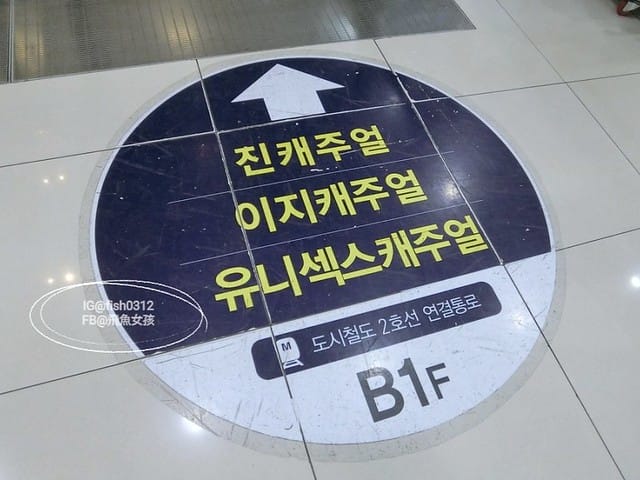 진캐주얼
이지캐주얼
유니섹스캐주얼
M 도시철도 2호선 연결통로
B1F
IG@fish0312
FB@飛魚女孩